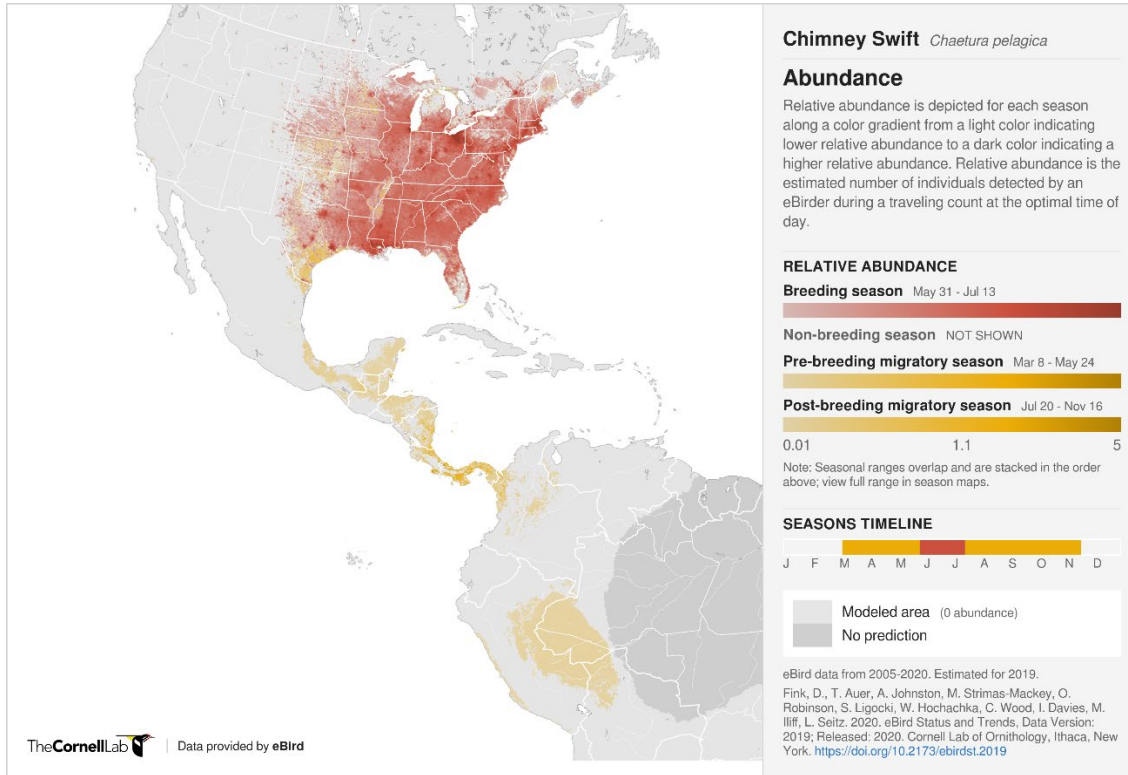 Chimney Swift Chaetura pelagica
Abundance
Relative abundance is depicted for each season
along a color gradient from a light color indicating
lower relative abundance to a dark color indicating a
higher relative abundance. Relative abundance is the
estimated number of individuals detected by an
eBirder during a traveling count at the optimal time of
day.
RELATIVE ABUNDANCE
Breeding season May 31 - Jul 13
Non-breeding season NOT SHOWN
Pre-breeding migratory season Mar 8 - May 24
Post-breeding migratory season Jul 20 - Nov 16
0.01 1.1 5
Note: Seasonal ranges overlap and are stacked in the order
above; view full range in season maps.
SEASONS TIMELINE
J F M A M J J A S O N D
Modeled area (0 abundance)
No prediction
eBird data from 2005-2020. Estimated for 2019.
Fink, D., T. Auer, A. Johnston, M. Strimas-Mackey, O.
Robinson, S. Ligocki, W. Hochachka, C. Wood, I. Davies, M.
Iliff, L. Seitz. 2020. eBird Status and Trends, Data Version:
2019; Released: 2020. Cornell Lab of Ornithology, Ithaca, New
York. https://doi.org/10.2173/ebirdst.2019
TheCornellLab Data provided by eBird